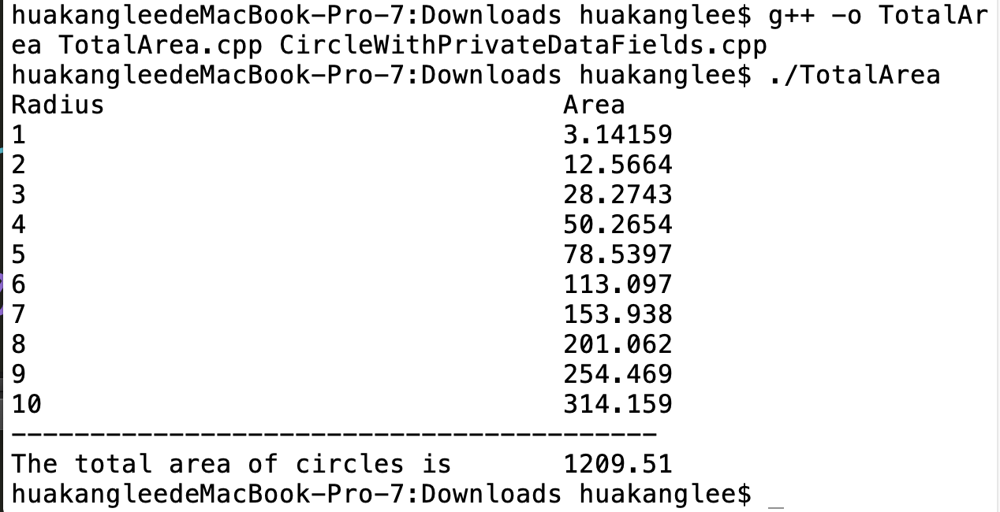 huakangleedeMacBook-Pro-7:Downloads huakanglee$ g++ -o TotalAr
ea TotalArea.cpp CircleWithPrivateDataFields.cpp
huakangleedeMacBook-Pro-7:Downloads huakanglee$ ./TotalArea
Radius                             Area
1                                  3.14159
2                                  12.5664
3                                  28.2743
4                                  50.2654
5                                  78.5397
6                                  113.097
7                                  153.938
8                                  201.062
9                                  254.469
10                                 314.159
-----------------------------------------
The total area of circles is       1209.51
huakangleedeMacBook-Pro-7:Downloads huakanglee$ _